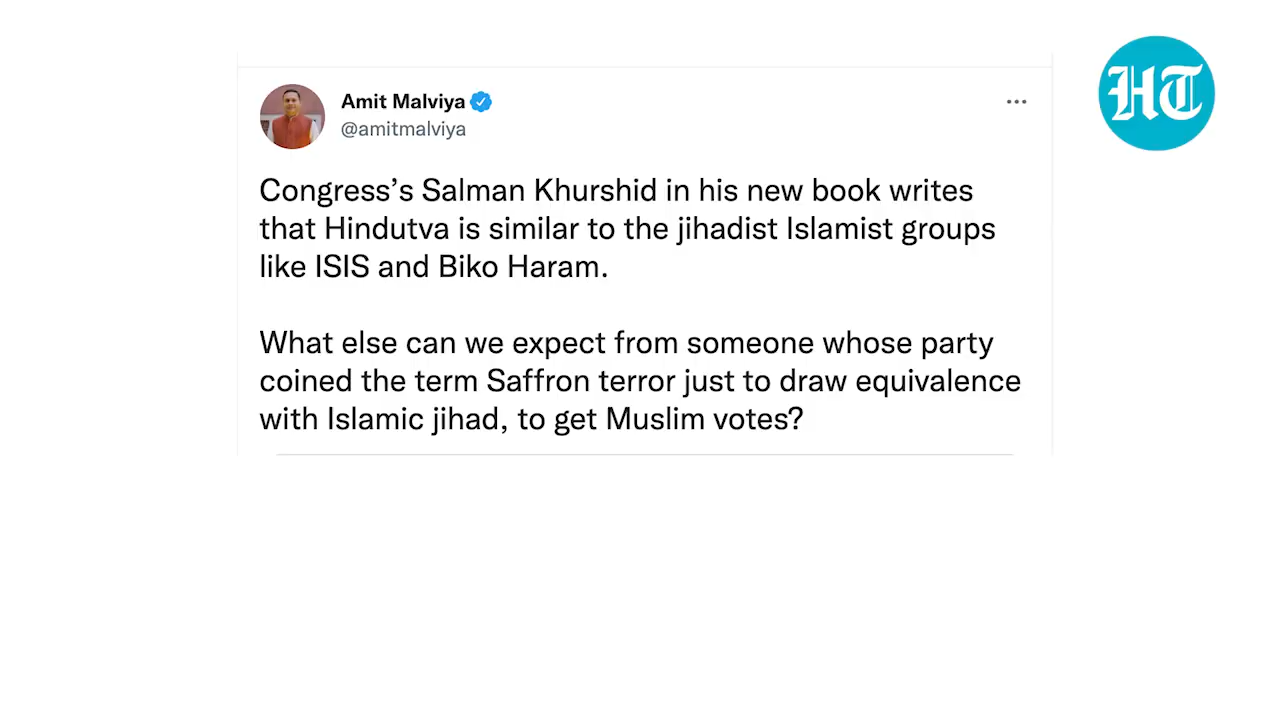 HT
Amit Malviya
@amitmalviya
Congress’s Salman Khurshid in his new book writes
that Hindutva is similar to the jihadist Islamist groups
like ISIS and Biko Haram.
What else can we expect from someone whose party
coined the term Saffron terror just to draw equivalence
with Islamic jihad, to get Muslim votes?